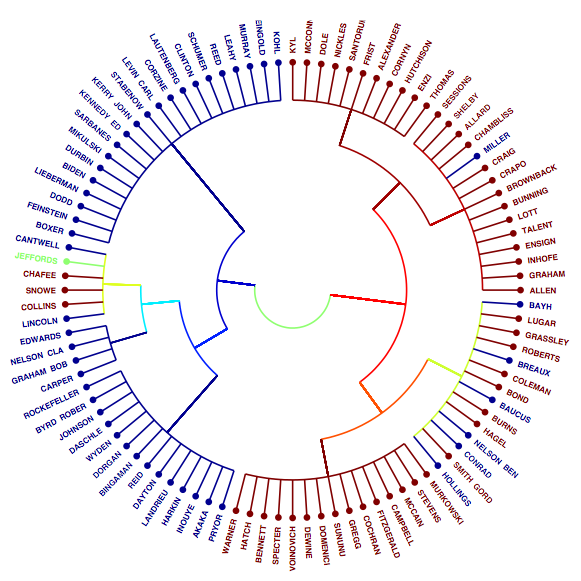 KYL
MCCONN
DOLE
NICKLES
SANTORU
FRIST
ALEXANDER
CORNYN
HUTCHISON
ENZI
THOMAS
SESSIONS
SHELBY
ALLARD
CHAMBLISS
MILLER
CRAIG
CRAPO
BROWNBACK
BUNNING
LOTT
TALENT
ENSIGN
INHOFE
GRAHAM
ALLEN
BAYH
LUGAR
GRASSLEY
ROBERTS
BREAUX
COLEMAN
BOND
BAUCUS
BURNS
HAGEL
NELSON BEN
CONRAD
SMITH GORD
HOLLINGS
MURKOWSKI
STEVENS
MCCAIN
CAMPBELL
FITZGERALD
COCHRAN
GREGG
SUNUNU
DOMENICI
DEWINE
VOINOVICH
SPECTER
BENNETT
HATCH
WARNER
PRYOR
AKAKA
INOUYE
HARKIN
LANDRIEU
DAYTON
REID
BINGAMAN
DORGAN
WYDEN
DASCHLE
JOHNSON
BYRD ROBER
ROCKEFELLER
CARPER
GRAHAM BOB
NELSON CLA
EDWARDS
LINCOLN
COLLINS
SNOWE
CHAFEE
JEFFORDS
CANTWELL
BOXER
FEINSTEIN
DODD
LIEBERMAN
BIDEN
DURBIN
MIKULSKI
SARBANES
KENNEDY ED
KERRY JOHN
STABENOW
LEVIN CARL
CORZINE
LAUTENBERG
CLINTON
SCHUMER
REED
LEAHY
MURRAY
EINGOLD
KOHL